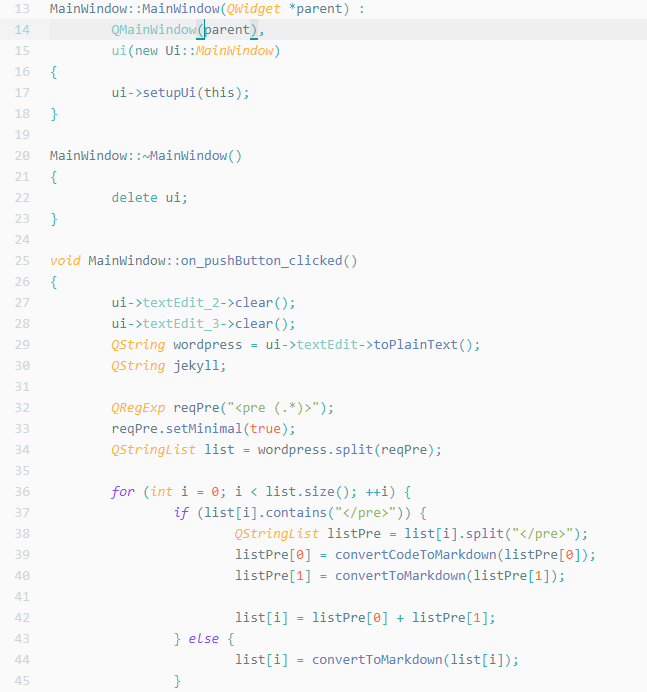 13 MainWindow::MainWindow(QWidget *parent) :
14         QMainWindow(parent),
15         ui(new Ui::MainWindow)
16 {
17         ui->setupUi(this);
18 }
19
20 MainWindow::~MainWindow()
21 {
22         delete ui;
23 }
24
25 void MainWindow::on_pushButton_clicked()
26 {
27         ui->textEdit_2->clear();
28         ui->textEdit_3->clear();
29         QString wordpress = ui->textEdit->toPlainText();
30         QString jekyll;
31
32         QRegExp reqPre("<pre (.*)>");
33         reqPre.setMinimal(true);
34         QStringList list = wordpress.split(reqPre);
35
36         for (int i = 0; i < list.size(); ++i) {
37                 if (list[i].contains("</pre>")) {
38                         QStringList listPre = list[i].split("</pre>");
39                         listPre[0] = convertCodeToMarkdown(listPre[0]);
40                         listPre[1] = convertToMarkdown(listPre[1]);
41
42                         list[i] = listPre[0] + listPre[1];
43                 } else {
44                         list[i] = convertToMarkdown(list[i]);
45                 }